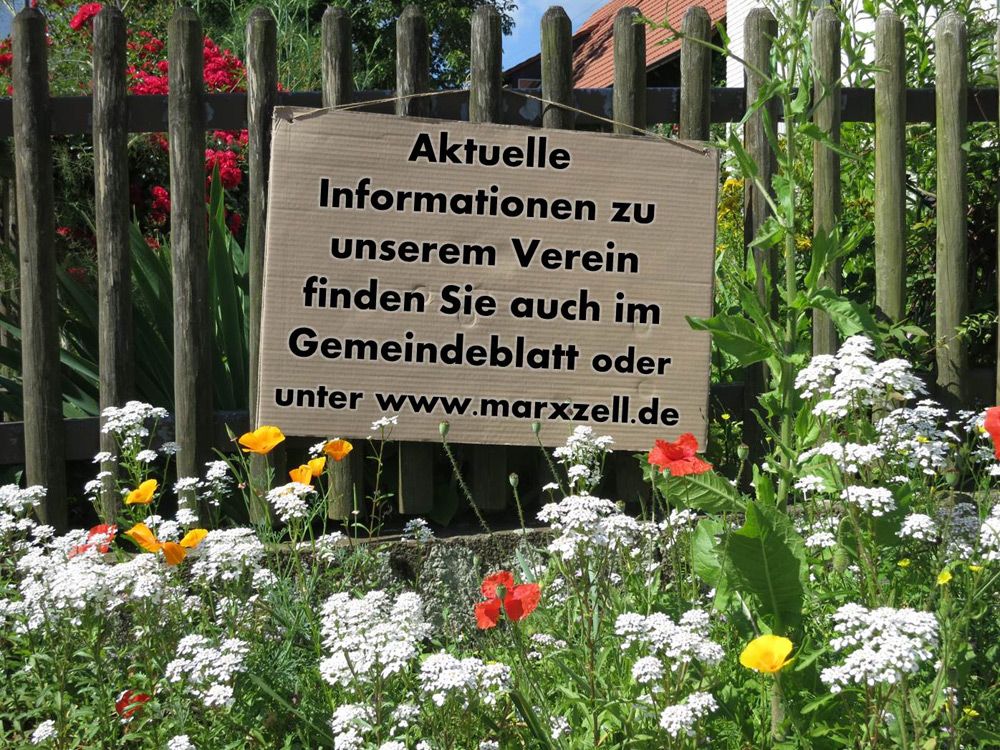 Aktuelle
Informationen zu
unserem Verein
finden Sie auch im
Gemeindeblatt oder
unter www.marxzell.de